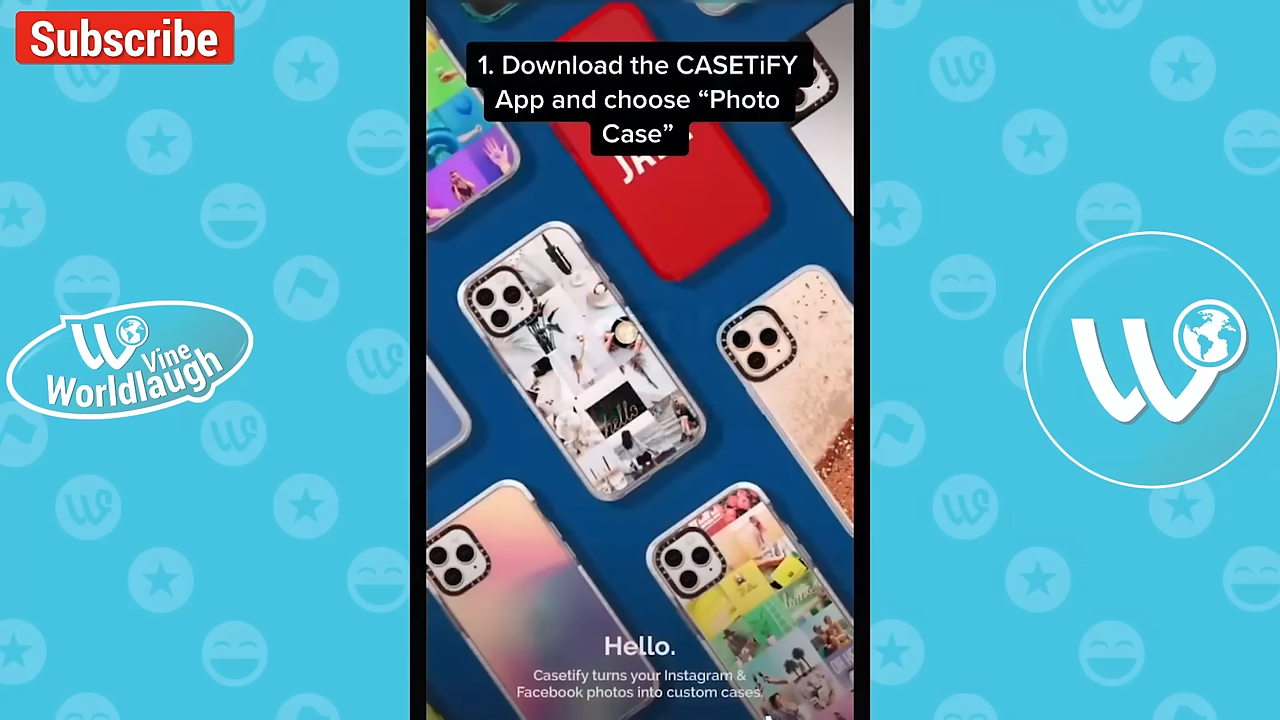 Subscribe
1. Download the CASETiFY
App and choose “Photo
Case”
hello
Vine
Worldlaugh
Hello.
Casetify turns your Instagram &
Facebook photos into custom cases.